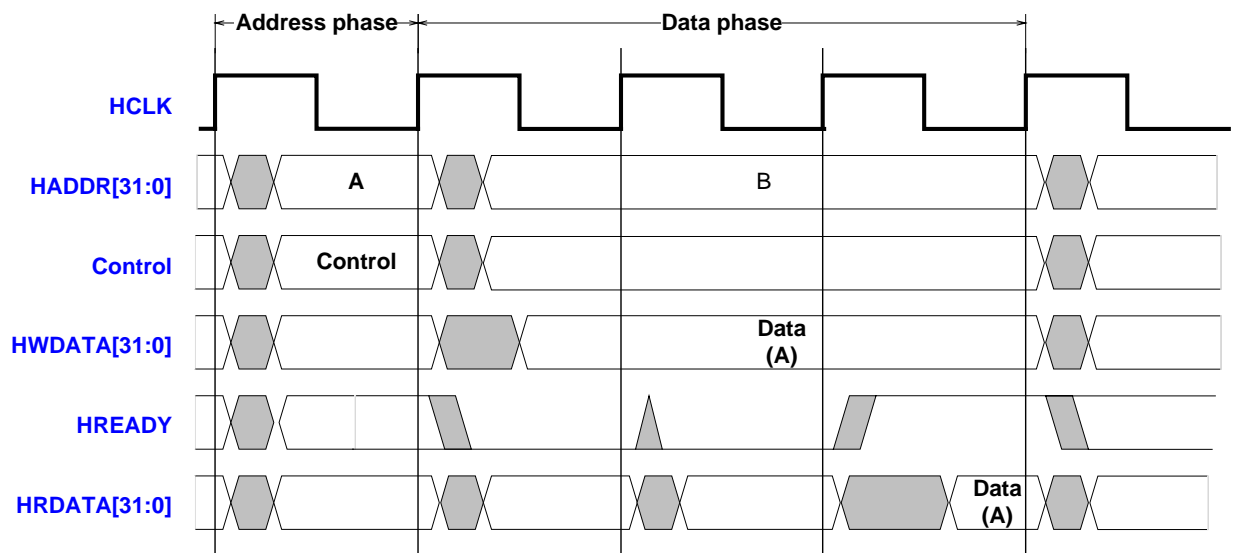 Address phase
Data phase
HCLK
HADDR[31:0]
A
B
Control
Control
HWDATA[31:0]
Data
(A)
HREADY
HRDATA[31:0]
Data
(A)